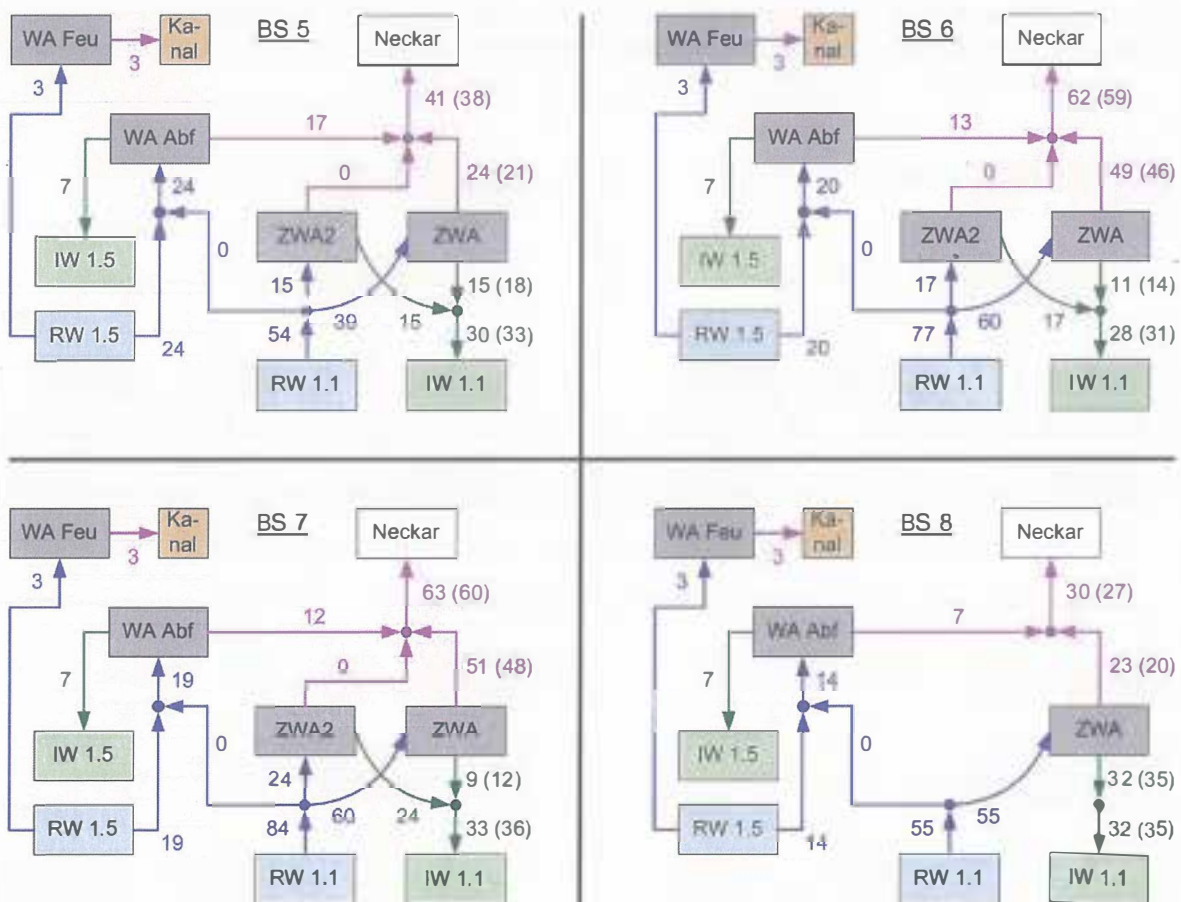 BS 5
WA Feu
3
Ka-
nal
Neckar
3
41 (38)
WA Abf
17
7
24
0
24 (21)
IW 1.5
0
ZWA2
ZWA
15
15 (18)
RW 1.5
24
54
39
15
30 (33)
RW 1.1
IW 1.1
BS 6
WA Feu
3
Ka-
nal
Neckar
3
62 (59)
WA Abf
13
7
20
0
49 (46)
IW 1.5
0
ZWA2
ZWA
17
11 (14)
RW 1.5
20
77
60
17
28 (31)
RW 1.1
IW 1.1
BS 7
WA Feu
3
Ka-
nal
Neckar
3
63 (60)
WA Abf
12
7
19
0
51 (48)
IW 1.5
0
ZWA2
ZWA
24
9 (12)
RW 1.5
19
84
60
24
33 (36)
RW 1.1
IW 1.1
BS 8
WA Feu
3
Ka-
nal
Neckar
3
30 (27)
WA Abf
7
7
14
23 (20)
IW 1.5
0
ZWA
32 (35)
RW 1.5
14
55
55
32 (35)
RW 1.1
IW 1.1